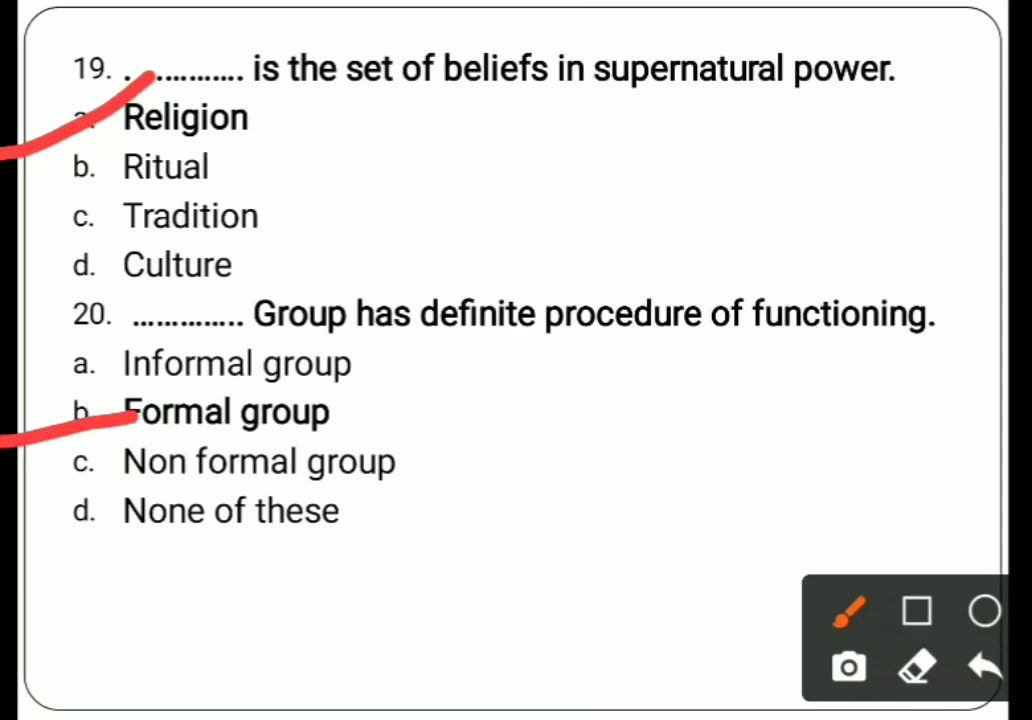 19. .............. is the set of beliefs in supernatural power.
a. Religion
b. Ritual
c. Tradition
d. Culture
20. .............. Group has definite procedure of functioning.
a. Informal group
b. Formal group
c. Non formal group
d. None of these